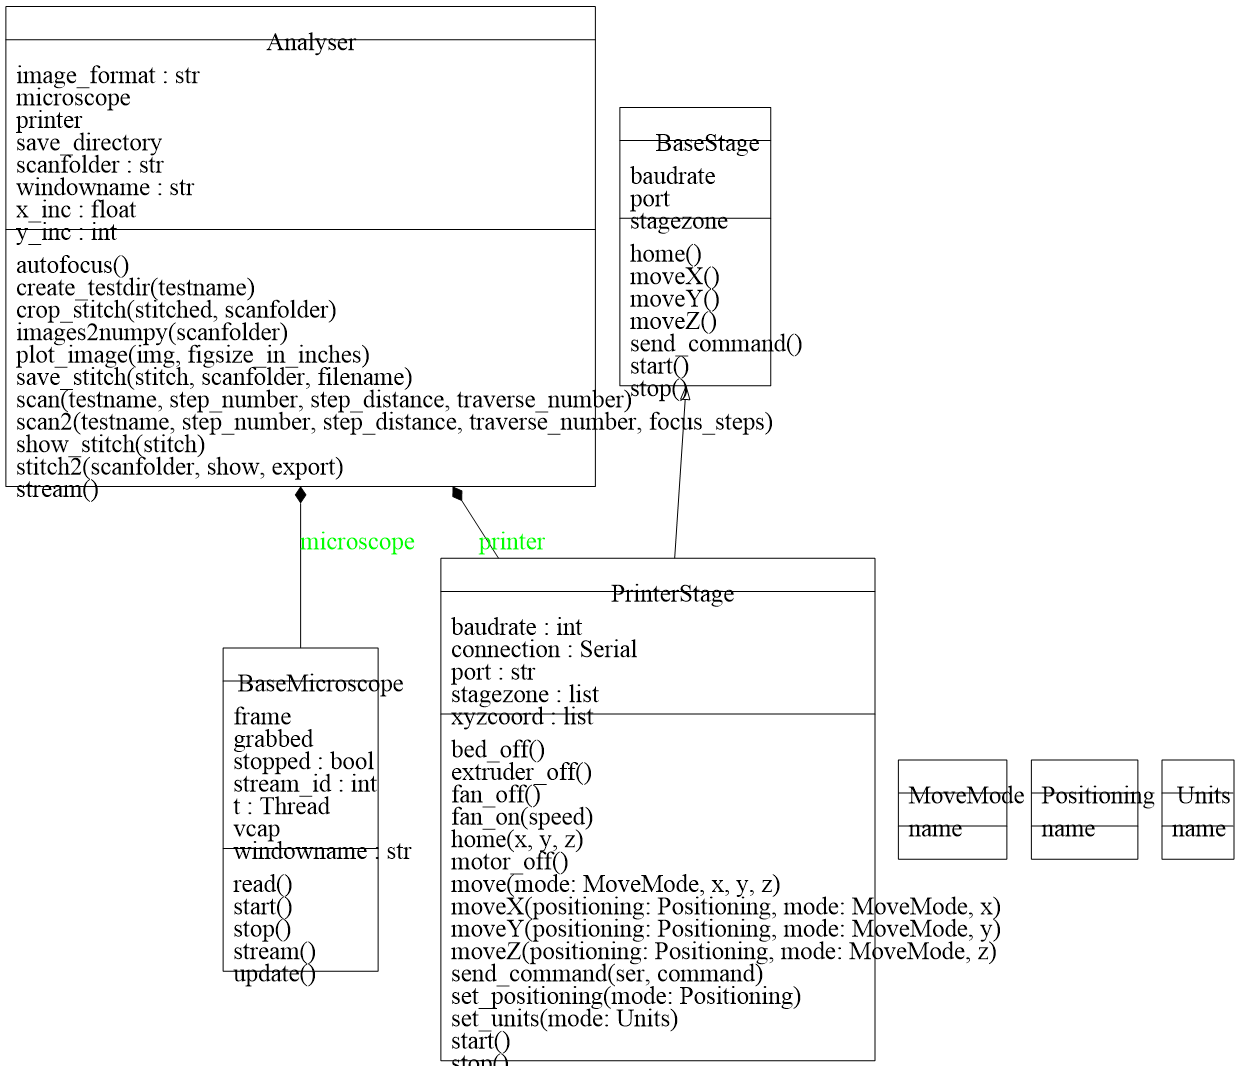 Analyser
image_format : str
microscope
printer
save_directory
scanfolder : str
windowname : str
x_inc : float
y_inc : int
autofocus()
create_testdir(testname)
crop_stitch(stitched, scanfolder)
images2numpy(scanfolder)
plot_image(img, figsize_in_inches)
save_stitch(stitch, scanfolder, filename)
scan(testname, step_number, step_distance, traverse_number)
scan2(testname, step_number, step_distance, traverse_number, focus_steps)
show_stitch(stitch)
stitch2(scanfolder, show, export)
stream()
BaseStage
baudrate
port
stagezone
home()
moveX()
moveY()
moveZ()
send_command()
start()
stop()
microscope
printer
BaseMicroscope
frame
grabbed
stopped : bool
stream_id : int
t : Thread
vcap
windowname : str
read()
start()
stop()
stream()
update()
PrinterStage
baudrate : int
connection : Serial
port : str
stagezone : list
xyzcoord : list
bed_off()
extruder_off()
fan_off()
fan_on(speed)
home(x, y, z)
motor_off()
move(mode: MoveMode, x, y, z)
moveX(positioning: Positioning, mode: MoveMode, x)
moveY(positioning: Positioning, mode: MoveMode, y)
moveZ(positioning: Positioning, mode: MoveMode, z)
send_command(ser, command)
set_positioning(mode: Positioning)
set_units(mode: Units)
start()
stop()
MoveMode
name
Positioning
name
Units
name